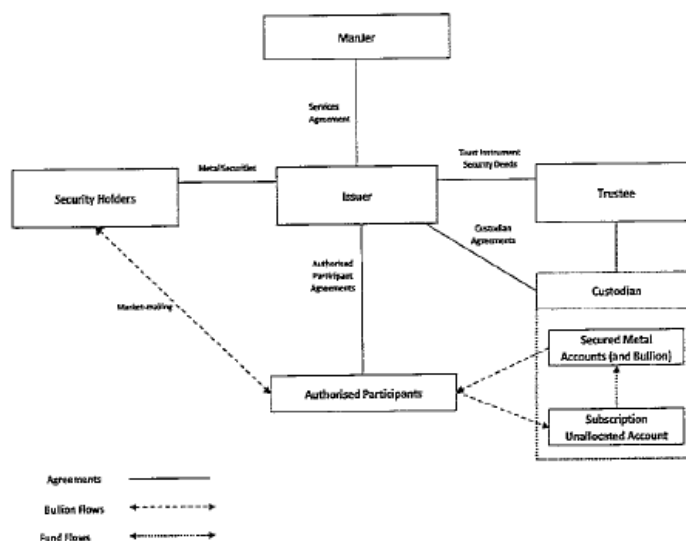 ManJer
Services
Agreement
Trust Instrument
Security Deeds
Metal Securities
Security Holders
Issuer
Trustee
Custodian
Agreements
Authorised
Participant
Agreements
Custodian
Market-making
Secured Metal
Accounts (and Bullion)
Authorised Participants
Subscription
Unallocated Account
Agreements
Bullion Flows
Fund Flows